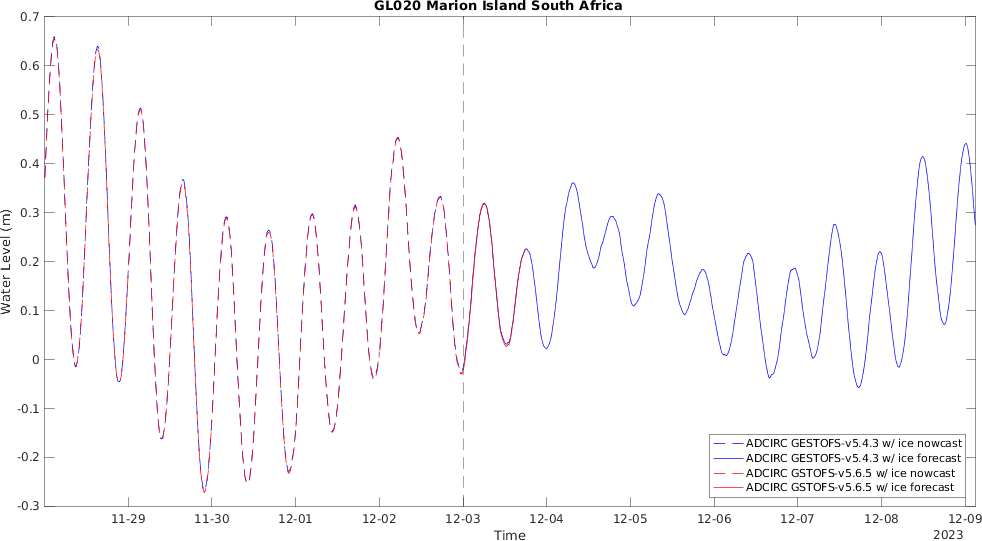 GL020 Marion Island South Africa
0.7
0.6
0.5
0.4
0.3
0.2
0.1
0
-0.1
-0.2
-0.3
Water Level (m)
ADCIRC GESTOFS-v5.4.3 w/ ice nowcast
ADCIRC GESTOFS-v5.4.3 w/ ice forecast
ADCIRC GSTOFS-v5.6.5 w/ ice nowcast
ADCIRC GSTOFS-v5.6.5 w/ ice forecast
11-29 11-30 12-01 12-02 12-03 12-04 12-05 12-06 12-07 12-08 12-09
Time
2023